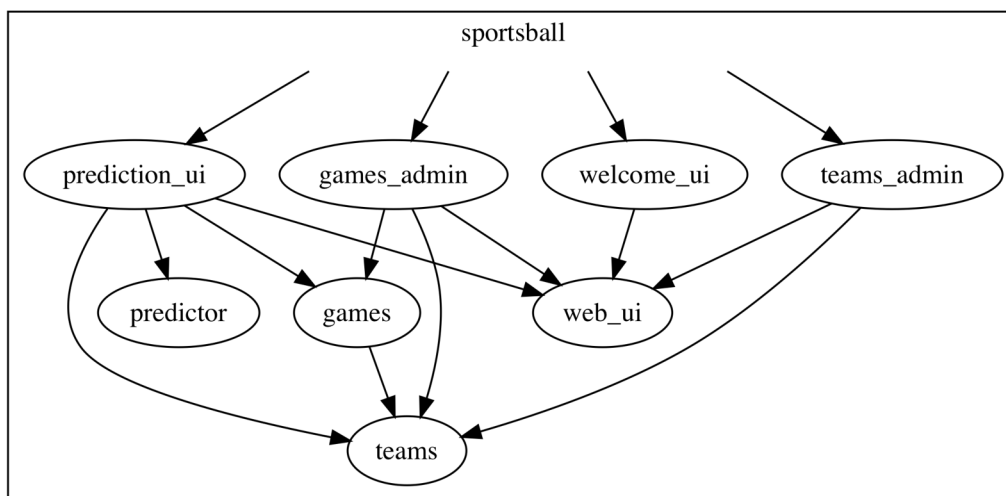 sportsball
prediction_ui
games_admin
welcome_ui
teams_admin
predictor
games
web_ui
teams